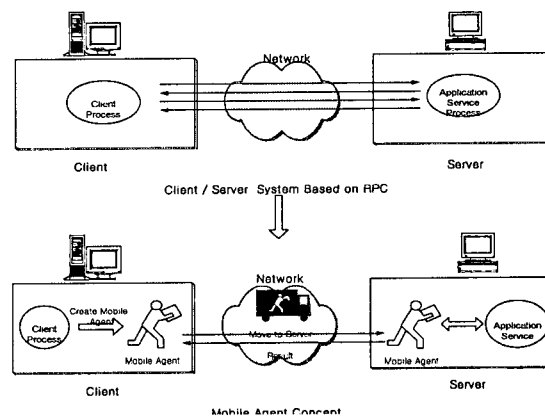 Network
Client
Process
Application
Service
Process
Client
Server
Client / Server System Based on RPC
Network
Create Mobile
Agent
Client
Process
Move to Server
Application
Service
Mobile Agent
Result
Mobile Agent
Client
Server
Mobile Agent Concept